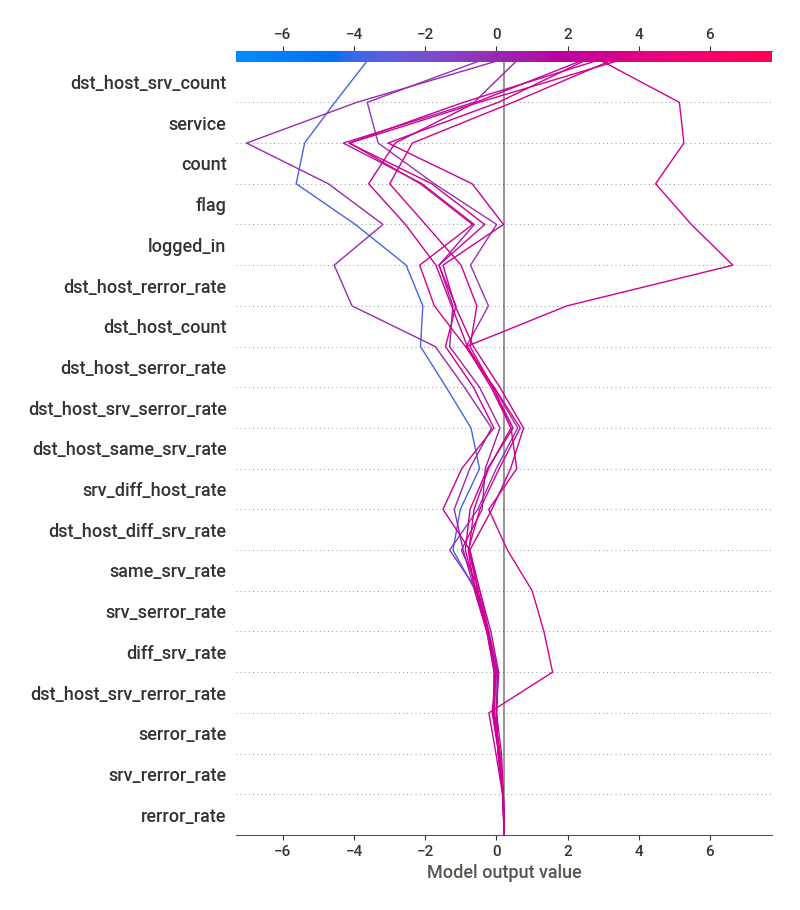 −6 −4 −2 0 2 4 6
dst_host_srv_count
service
count
flag
logged_in
dst_host_rerror_rate
dst_host_count
dst_host_serror_rate
dst_host_srv_serror_rate
dst_host_same_srv_rate
srv_diff_host_rate
dst_host_diff_srv_rate
same_srv_rate
srv_serror_rate
diff_srv_rate
dst_host_srv_rerror_rate
serror_rate
srv_rerror_rate
rerror_rate
−6 −4 −2 0 2 4 6
Model output value